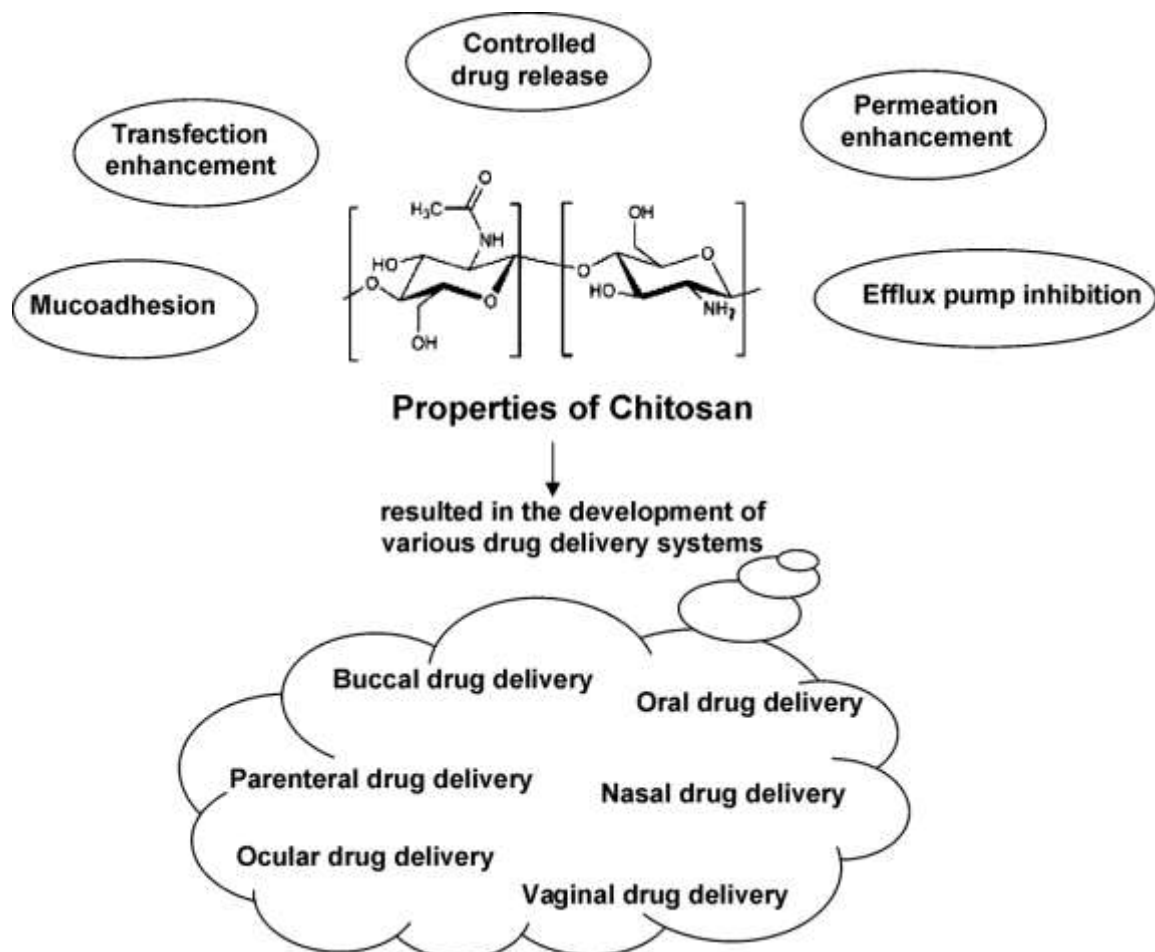 Controlled
drug release
Transfection
enhancement
Permeation
enhancement
Mucoadhesion
Efflux pump inhibition
O
H₃C
NH
HO
O
O
OH
O
OH
O
HO
NH₂
Properties of Chitosan
resulted in the development of
various drug delivery systems
Buccal drug delivery
Oral drug delivery
Parenteral drug delivery
Nasal drug delivery
Ocular drug delivery
Vaginal drug delivery